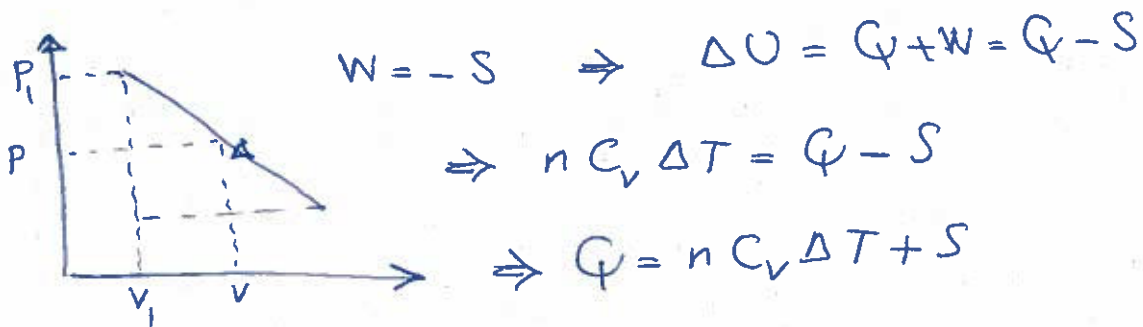 W = - S ⇒ ΔU = Q + W = Q - S
P₁
P
⇒ n Cᵥ ΔT = Q - S
⇒ Q = n Cᵥ ΔT + S
V₁ V